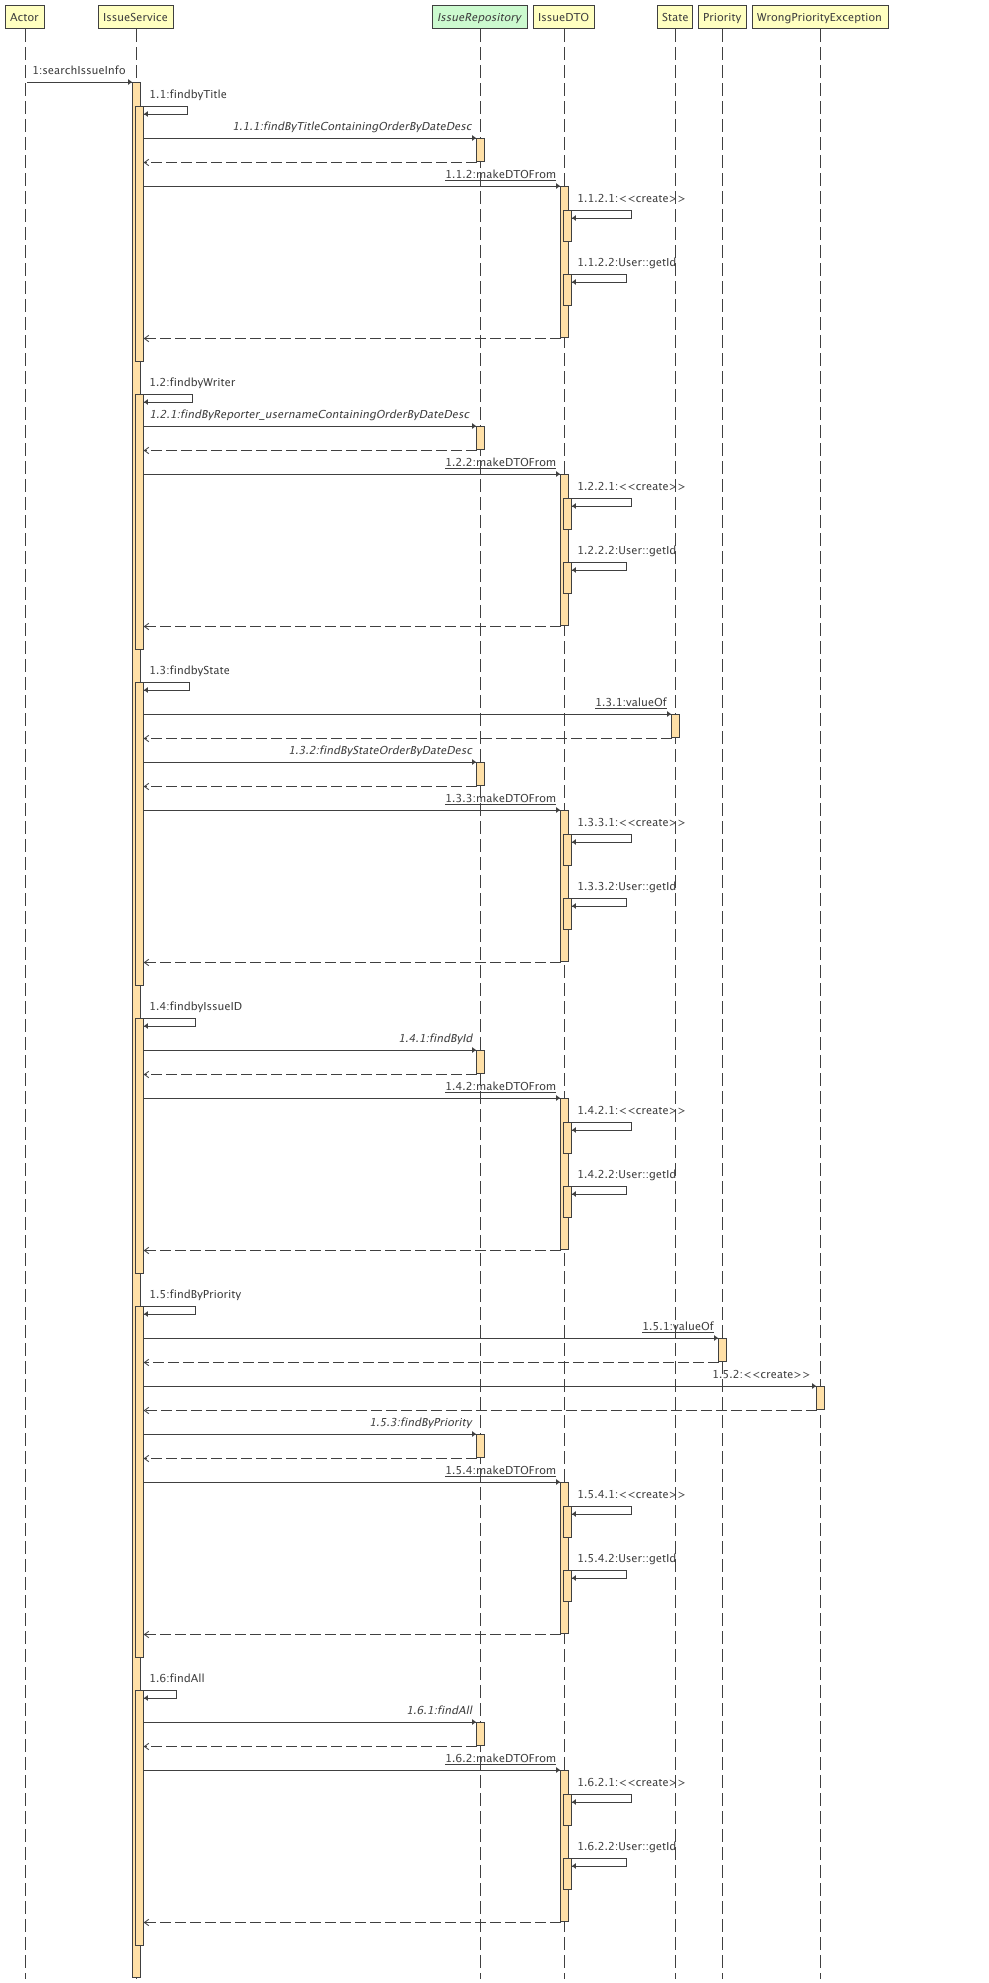 Actor
IssueService
IssueRepository
IssueDTO
State
Priority
WrongPriorityException
1:searchIssueInfo
1.1:findbyTitle
1.1.1:findByTitleContainingOrderByDateDesc
1.1.2:makeDTOFrom
1.1.2.1:<<create>>
1.1.2.2:User::getId
1.2:findbyWriter
1.2.1:findByReporter_usernameContainingOrderByDateDesc
1.2.2:makeDTOFrom
1.2.2.1:<<create>>
1.2.2.2:User::getId
1.3:findbyState
1.3.1:valueOf
1.3.2:findByStateOrderByDateDesc
1.3.3:makeDTOFrom
1.3.3.1:<<create>>
1.3.3.2:User::getId
1.4:findbyIssueID
1.4.1:findById
1.4.2:makeDTOFrom
1.4.2.1:<<create>>
1.4.2.2:User::getId
1.5:findByPriority
1.5.1:valueOf
1.5.2:<<create>>
1.5.3:findByPriority
1.5.4:makeDTOFrom
1.5.4.1:<<create>>
1.5.4.2:User::getId
1.6:findAll
1.6.1:findAll
1.6.2:makeDTOFrom
1.6.2.1:<<create>>
1.6.2.2:User::getId